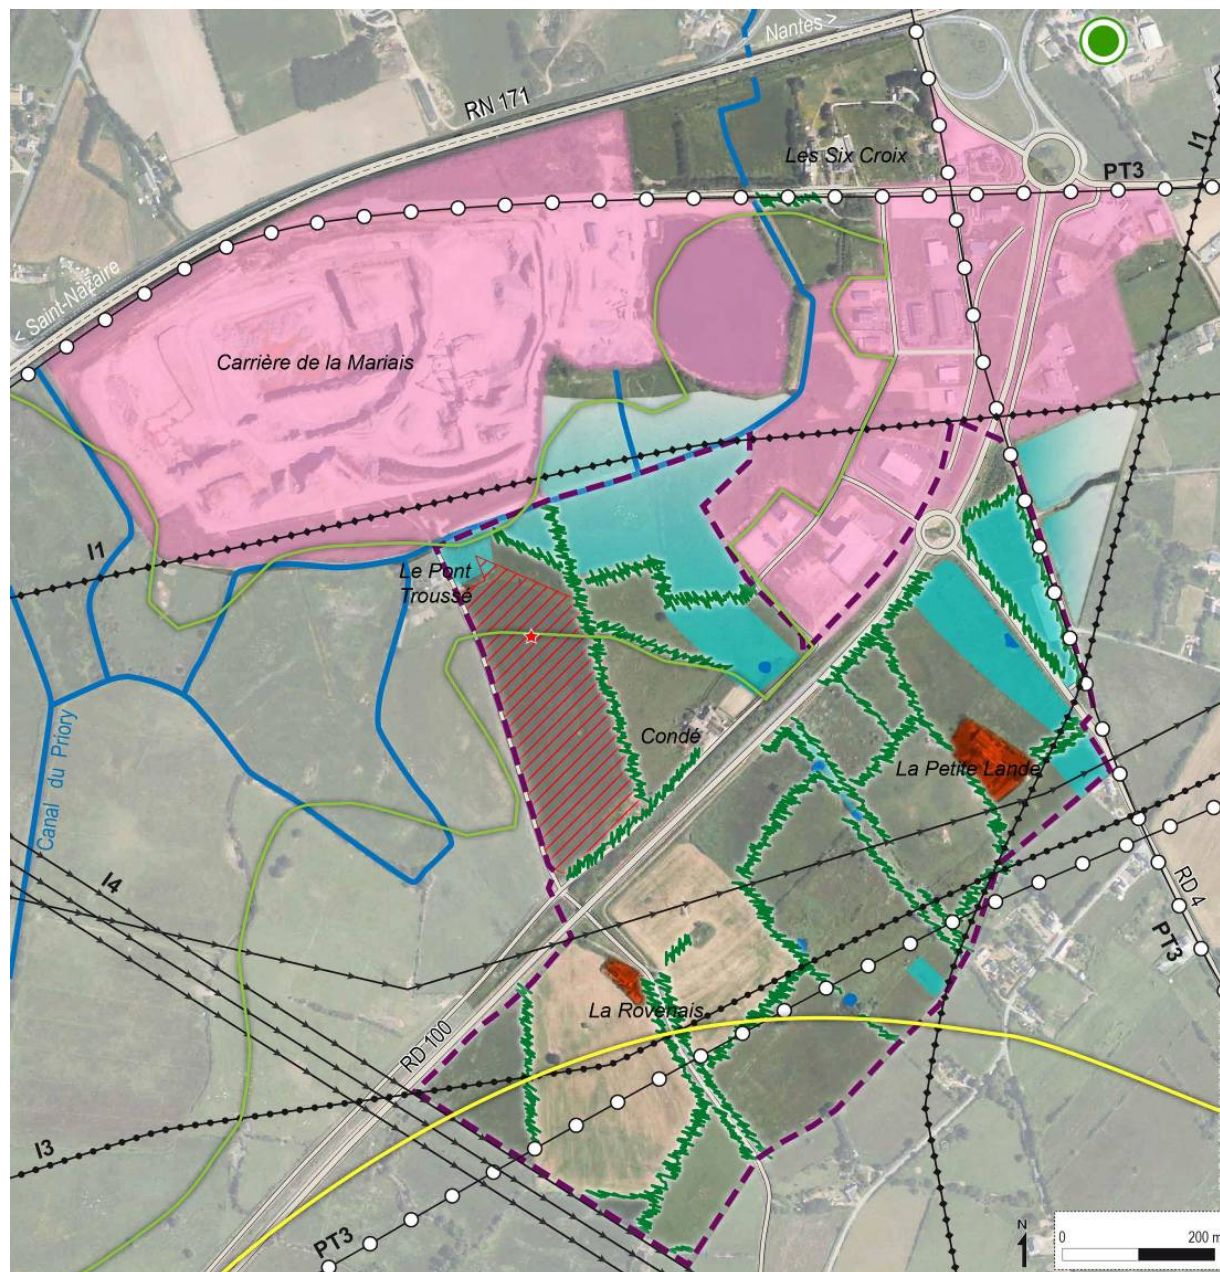 Nantes >
RN 171
I1
Les Six Croix
PT3
< Saint-Nazaire
Carrière de la Mariais
I1
Le Pont
Troussé
Condé
Canal du Priory
La Petite Lande
I4
RD 4
PT3
La Rovenais
RD 100
I3
PT3
N
0
200 m